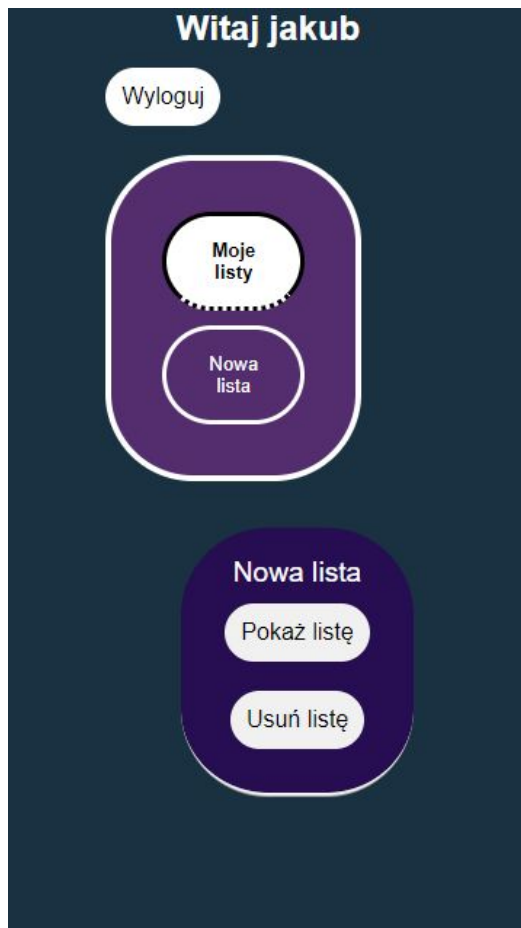 Witaj jakub
Wyloguj
Moje
listy
Nowa
lista
Nowa lista
Pokaż listę
Usuń listę